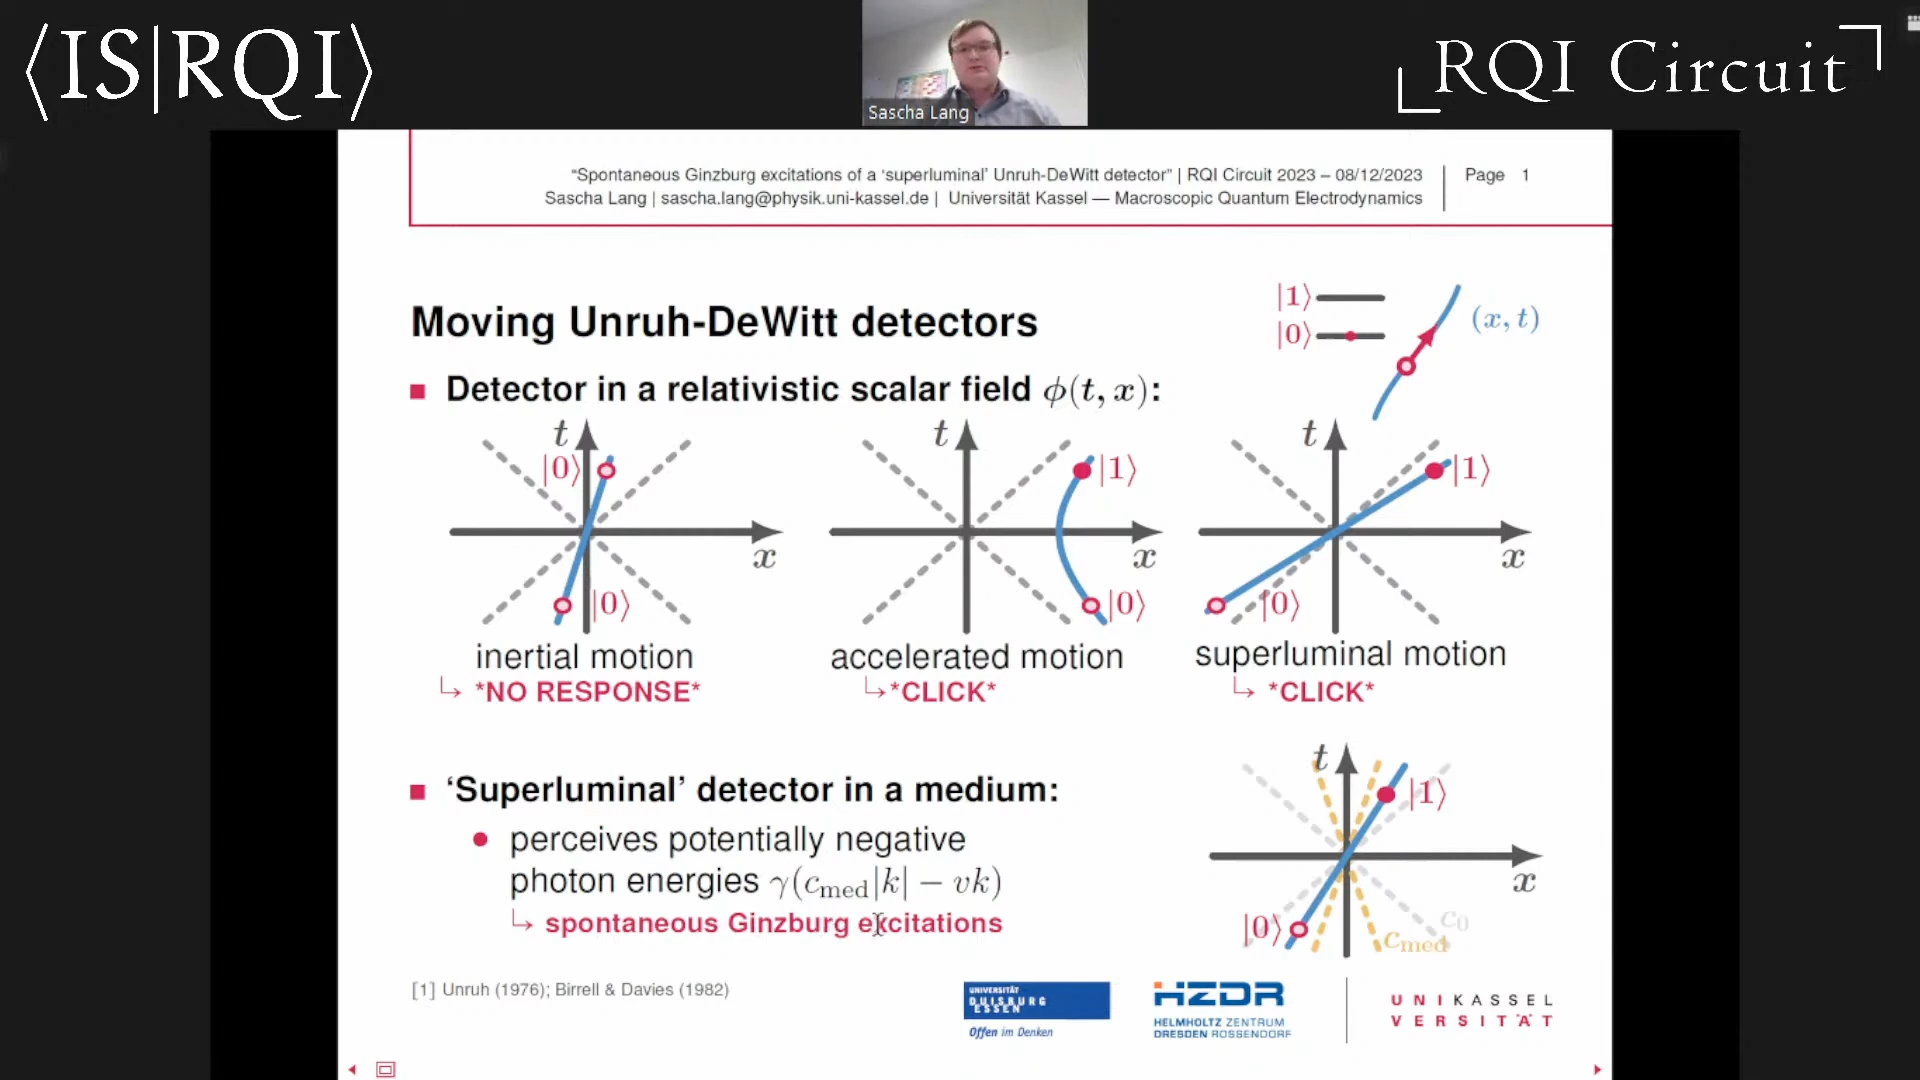 ⟨IS|RQI⟩
RQI Circuit
Sascha Lang
"Spontaneous Ginzburg excitations of a 'superluminal' Unruh-DeWitt detector" | RQI Circuit 2023 – 08/12/2023
Sascha Lang | sascha.lang@physik.uni-kassel.de | Universität Kassel — Macroscopic Quantum Electrodynamics
Page 1
Moving Unruh-DeWitt detectors
|1⟩
|0⟩
(x, t)
Detector in a relativistic scalar field ϕ(t, x):
t
|0⟩
x
|0⟩
inertial motion
↳ *NO RESPONSE*
t
|1⟩
x
|0⟩
accelerated motion
↳ *CLICK*
t
|1⟩
x
|0⟩
superluminal motion
↳ *CLICK*
'Superluminal' detector in a medium:
perceives potentially negative
photon energies γ(c_med|k| − vk)
↳ spontaneous Ginzburg excitations
t
|1⟩
x
c₀
|0⟩
c_med
[1] Unruh (1976); Birrell & Davies (1982)
UNIVERSITÄT
DUISBURG
ESSEN
Offen im Denken
HZDR
HELMHOLTZ ZENTRUM
DRESDEN ROSSENDORF
UNIKASSEL
VERSITÄT